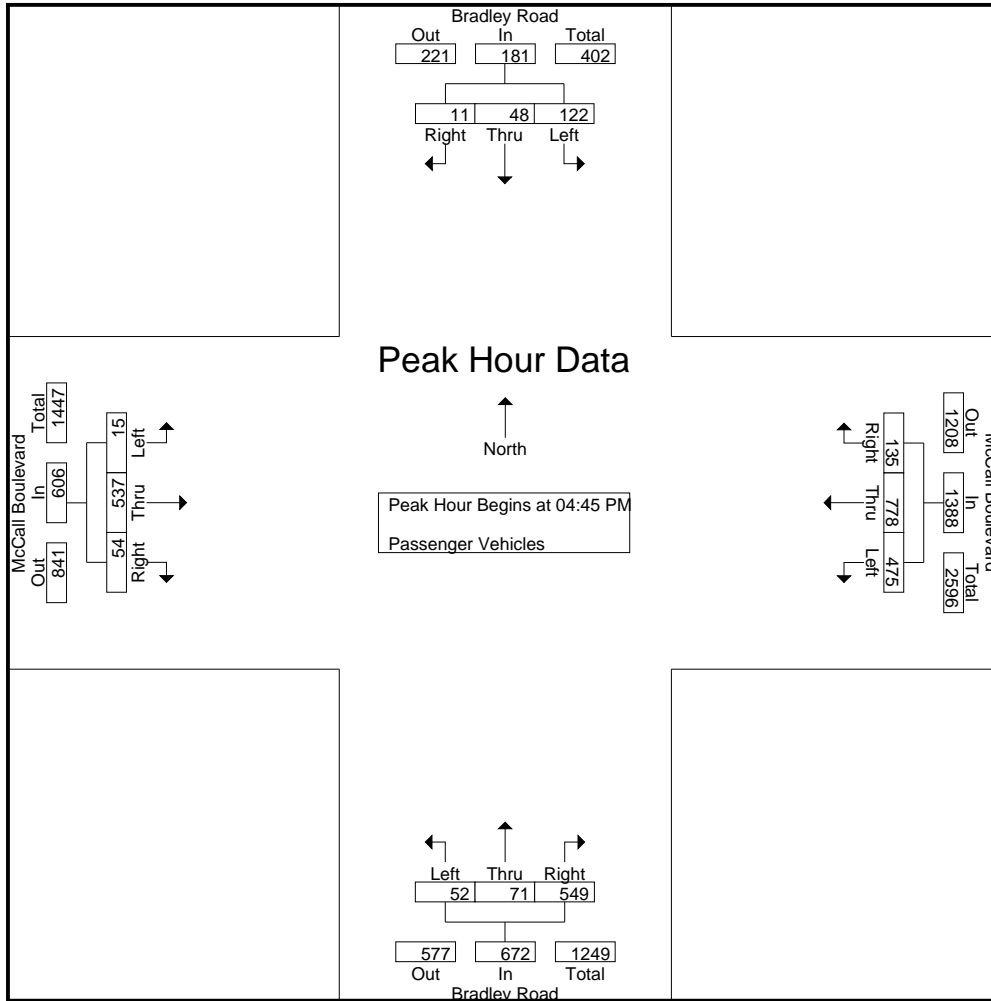 Bradley Road
Out In Total
221 181 402
11 48 122
Right Thru Left
Peak Hour Data
North
Peak Hour Begins at 04:45 PM
Passenger Vehicles
McCall Boulevard
Total In Out
1447 606 841
15 537 54
Left Thru Right
McCall Boulevard
Out In Total
1208 1388 2596
135 778 475
Right Thru Left
Left Thru Right
52 71 549
577 672 1249
Out In Total
Bradley Road